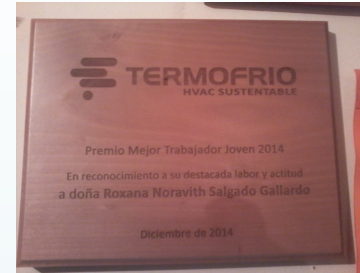 TERMOFRIO
HVAC SUSTENTABLE
Premio Mejor Trabajador Joven 2014
En reconocimiento a su destacada labor y actitud
a doña Roxana Noravith Salgado Gallardo
Diciembre de 2014